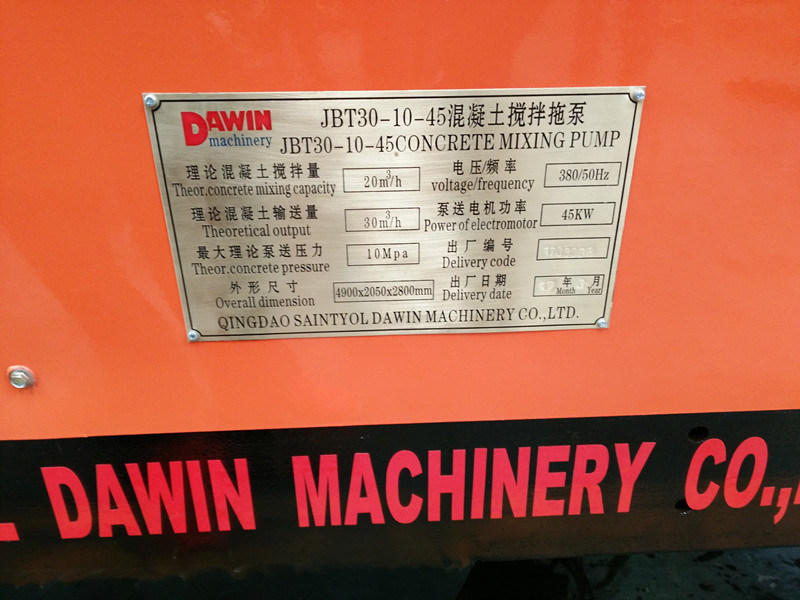 DAWIN
machinery
JBT30-10-45混凝土搅拌拖泵
JBT30-10-45CONCRETE MIXING PUMP
理论混凝土搅拌量
Theor.concrete mixing capacity
20m³/h
电压/频率
voltage/frequency
380/50Hz
理论混凝土输送量
Theoretical output
30m³/h
泵送电机功率
Power of electromotor
45KW
最大理论泵送压力
Theor.concrete pressure
10Mpa
出厂编号
Delivery code
外形尺寸
Overall dimension
4900x2050x2800mm
出厂日期
Delivery date
年 月
Month Year
QINGDAO SAINTYOL DAWIN MACHINERY CO.,LTD.
DAWIN MACHINERY CO.,